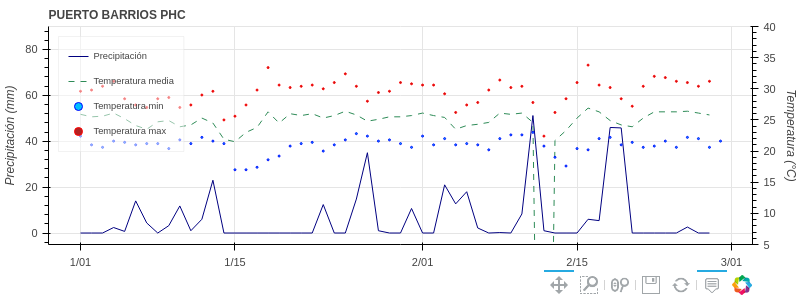 PUERTO BARRIOS PHC
Precipitación (mm)
80
60
40
20
0
Precipitación
Temperatura media
Temperatura min
Temperatura max
40
35
30
25
20
15
10
5
Temperatura (°C)
1/01
1/15
2/01
2/15
3/01